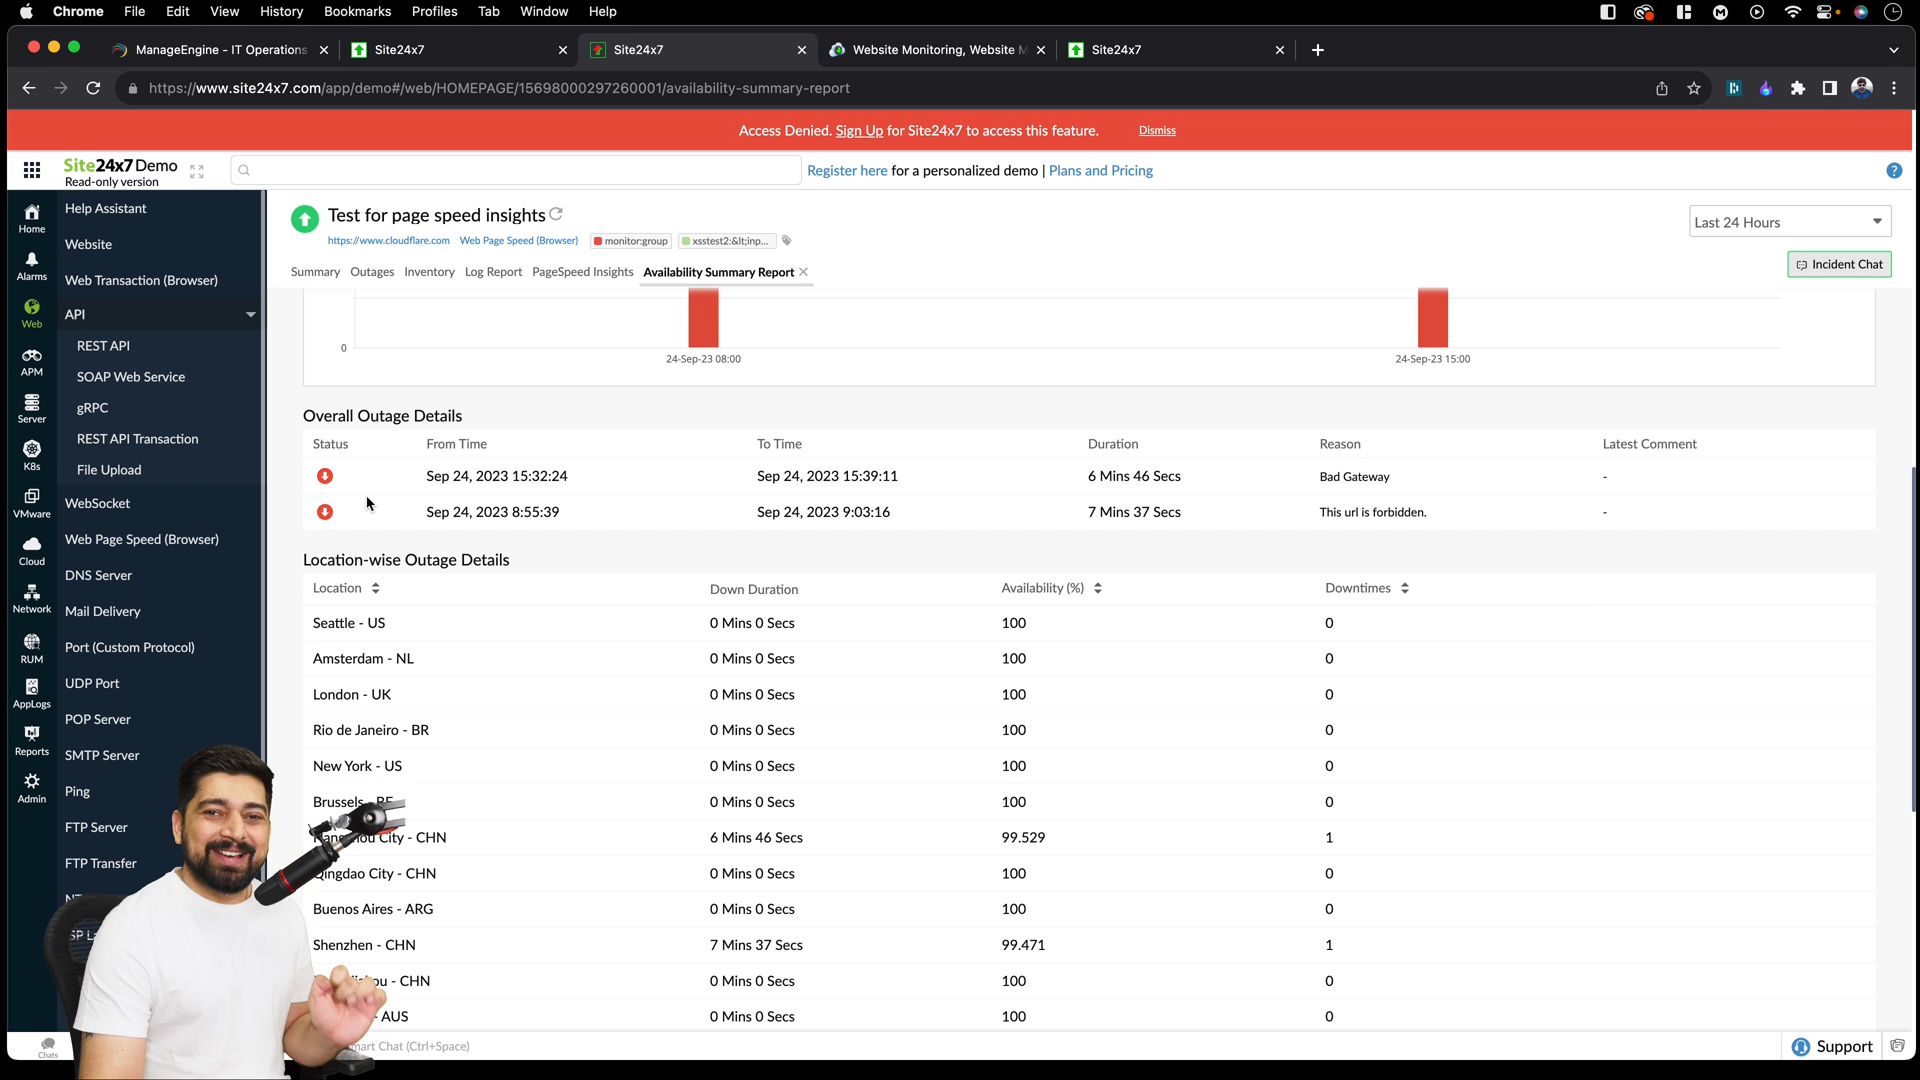 Chrome File Edit View History Bookmarks Profiles Tab Window Help
ManageEngine - IT Operations Site24x7 Site24x7 Website Monitoring, Website M Site24x7
https://www.site24x7.com/app/demo#/web/HOMEPAGE/15698000297260001/availability-summary-report
Access Denied. Sign Up for Site24x7 to access this feature. Dismiss
Site24x7 Demo
Read-only version
Register here for a personalized demo | Plans and Pricing
Home
Alarms
Web
APM
Server
K8s
VMware
Cloud
Network
RUM
AppLogs
Reports
Admin
Chats
Help Assistant
Website
Web Transaction (Browser)
API
REST API
SOAP Web Service
gRPC
REST API Transaction
File Upload
WebSocket
Web Page Speed (Browser)
DNS Server
Mail Delivery
Port (Custom Protocol)
UDP Port
POP Server
SMTP Server
Ping
FTP Server
FTP Transfer
Test for page speed insights
https://www.cloudflare.com Web Page Speed (Browser) monitor:group xsstest2:&lt;inp...
Last 24 Hours
Incident Chat
Summary Outages Inventory Log Report PageSpeed Insights Availability Summary Report
0
24-Sep-23 08:00 24-Sep-23 15:00
Overall Outage Details
Status From Time To Time Duration Reason Latest Comment
Sep 24, 2023 15:32:24 Sep 24, 2023 15:39:11 6 Mins 46 Secs Bad Gateway -
Sep 24, 2023 8:55:39 Sep 24, 2023 9:03:16 7 Mins 37 Secs This url is forbidden. -
Location-wise Outage Details
Location Down Duration Availability (%) Downtimes
Seattle - US 0 Mins 0 Secs 100 0
Amsterdam - NL 0 Mins 0 Secs 100 0
London - UK 0 Mins 0 Secs 100 0
Rio de Janeiro - BR 0 Mins 0 Secs 100 0
New York - US 0 Mins 0 Secs 100 0
Brussels - BE 0 Mins 0 Secs 100 0
City - CHN 6 Mins 46 Secs 99.529 1
Qingdao City - CHN 0 Mins 0 Secs 100 0
Buenos Aires - ARG 0 Mins 0 Secs 100 0
Shenzhen - CHN 7 Mins 37 Secs 99.471 1
- CHN 0 Mins 0 Secs 100 0
- AUS 0 Mins 0 Secs 100 0
Chat (Ctrl+Space)
Support